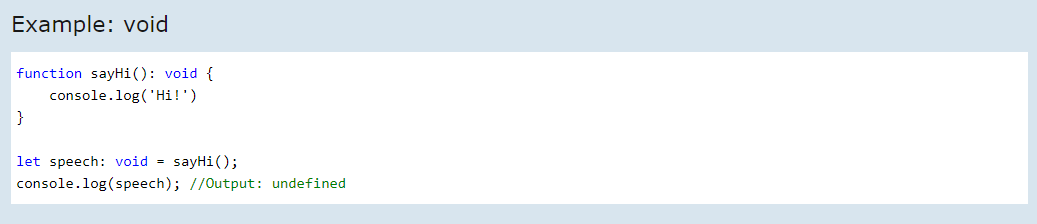 Example: void
function sayHi(): void {
    console.log('Hi!')
}
let speech: void = sayHi();
console.log(speech); //Output: undefined